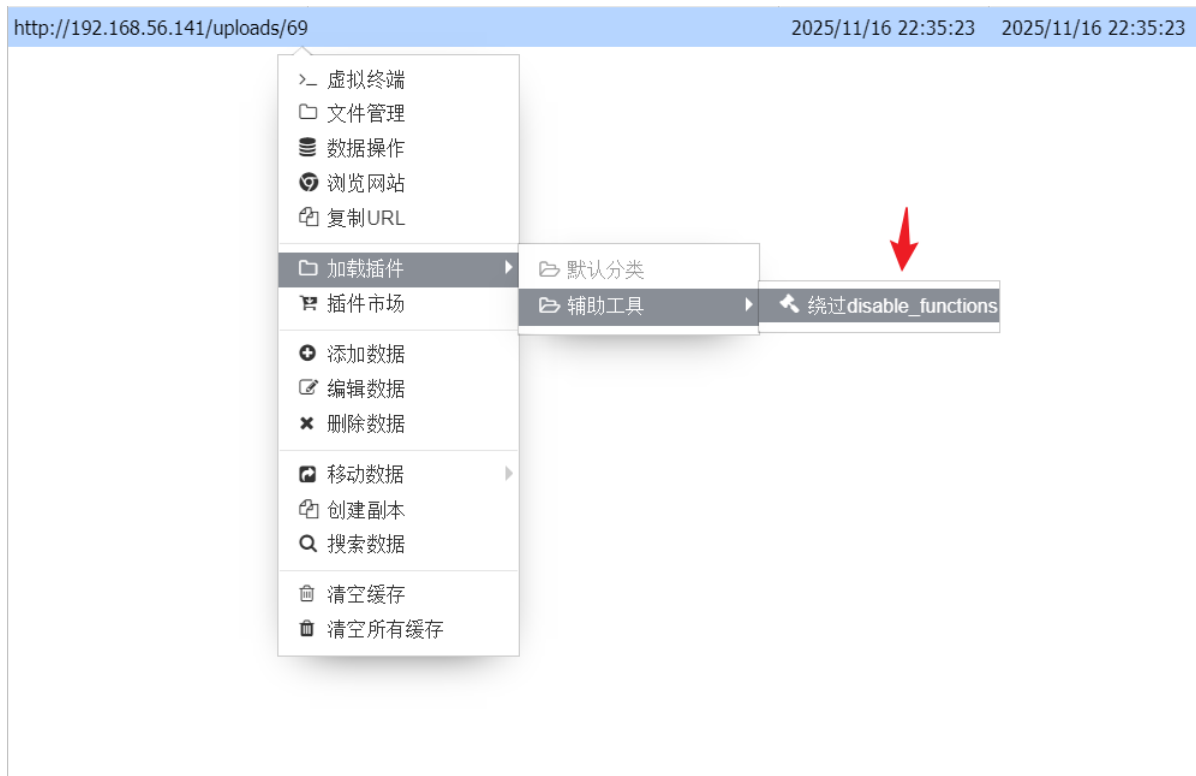 http://192.168.56.141/uploads/69 2025/11/16 22:35:23 2025/11/16 22:35:23
虚拟终端
文件管理
数据操作
浏览网站
复制URL
加载插件
默认分类
辅助工具
绕过disable_functions
插件市场
添加数据
编辑数据
删除数据
移动数据
创建副本
搜索数据
清空缓存
清空所有缓存